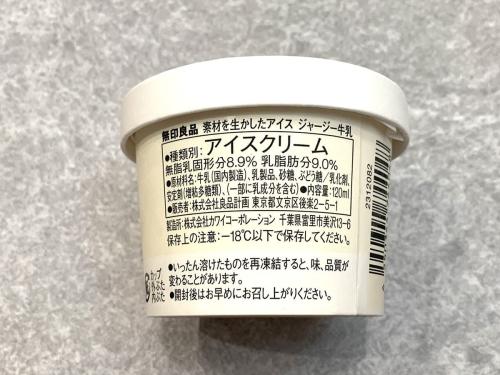 無印良品 素材を生かしたアイス ジャージー牛乳
●種類別:アイスクリーム
無脂乳固形分8.9% 乳脂肪分9.0%
●原材料名:牛乳(国内製造)、乳製品、砂糖、ぶどう糖/乳化剤、
安定剤(増粘多糖類)、(一部に乳成分を含む)●内容量:120ml
●販売者:株式会社良品計画 東京都文京区後楽2-5-1
製造所:株式会社カワイコーポレーション 千葉県富里市美沢13-6
保存上の注意:-18℃以下で保存してください。
●いったん溶けたものを再凍結すると、味、品質が
変わることがあります。
●開封後はお早めにお召し上がりください。
カップ
外ぶた
内ぶた
2312082